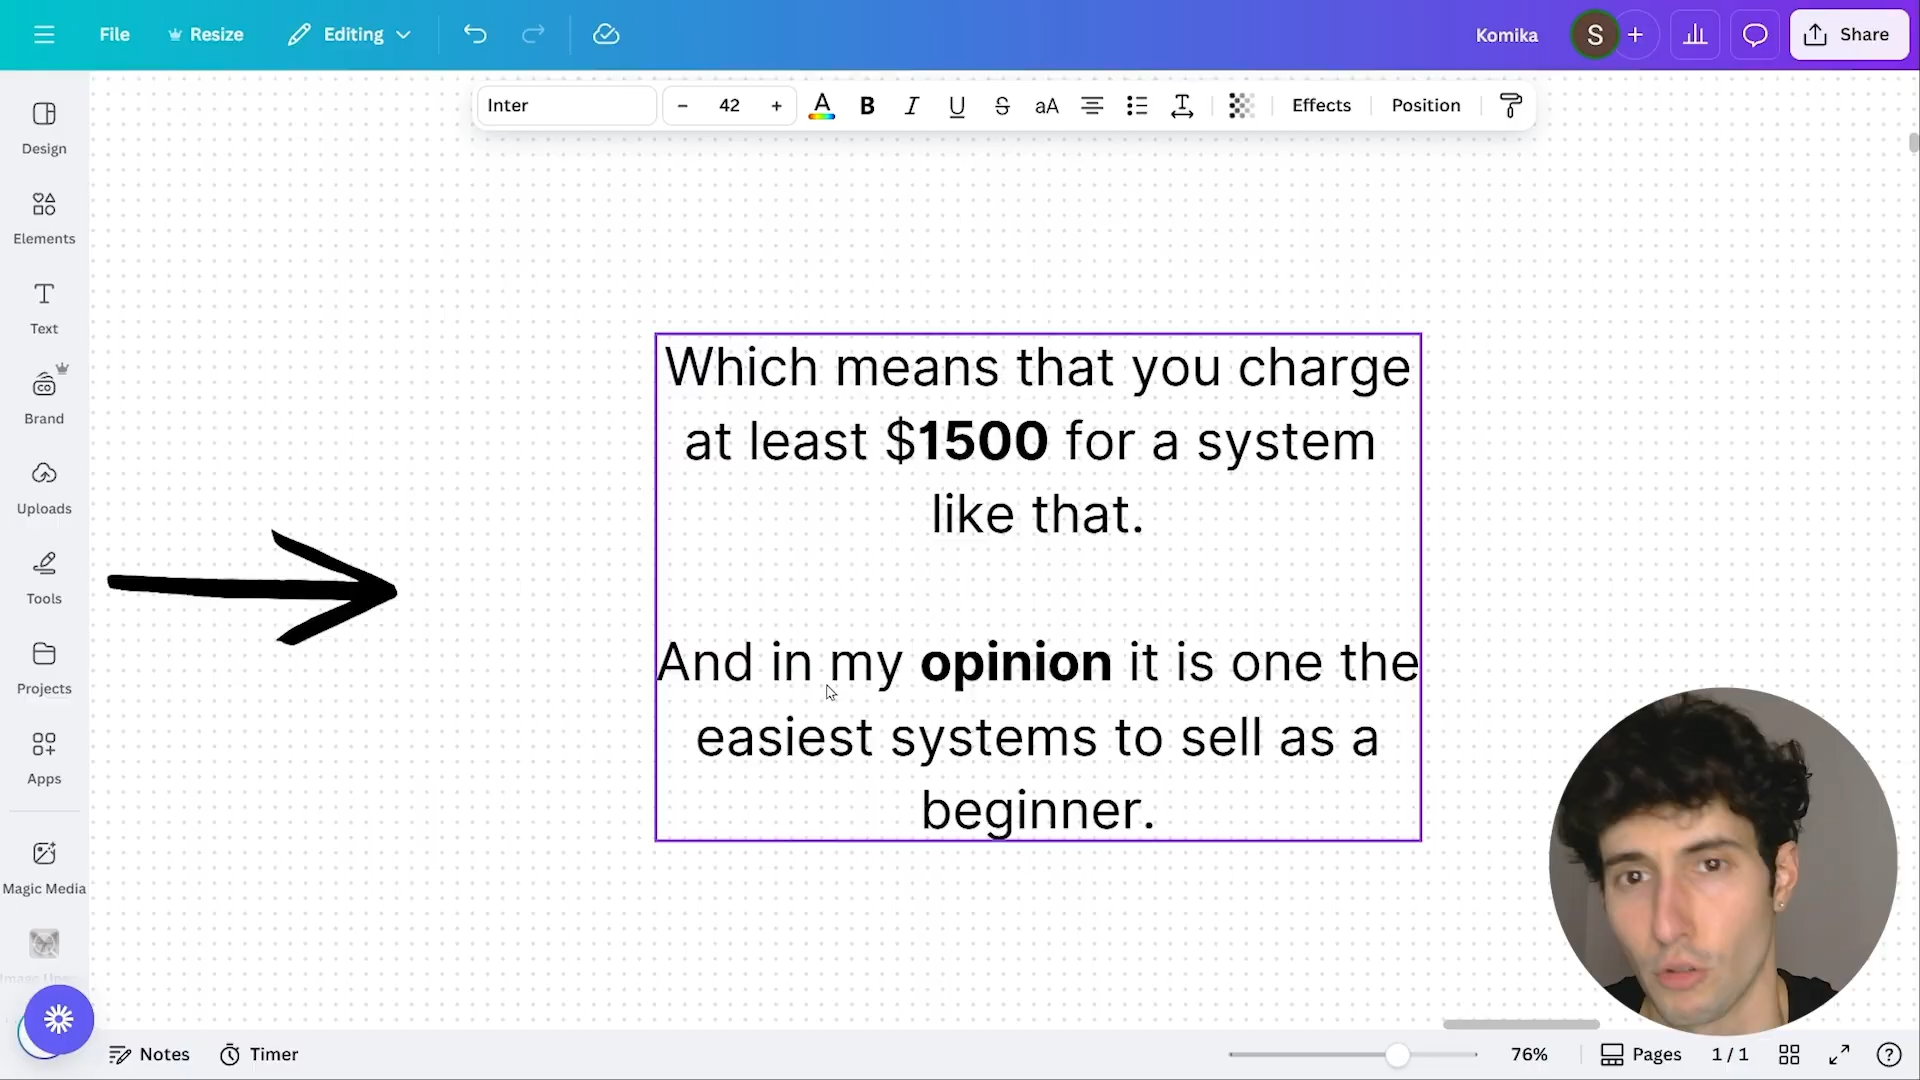 File
Resize
Editing
Komika
S
Share
Inter
42
A
B
I
U
S
aA
T
Effects
Position
Design
Elements
Text
Brand
Uploads
Tools
Projects
Apps
Magic Media
Which means that you charge
at least $1500 for a system
like that.
And in my opinion it is one the
easiest systems to sell as a
beginner.
Notes
Timer
76%
Pages
1 / 1